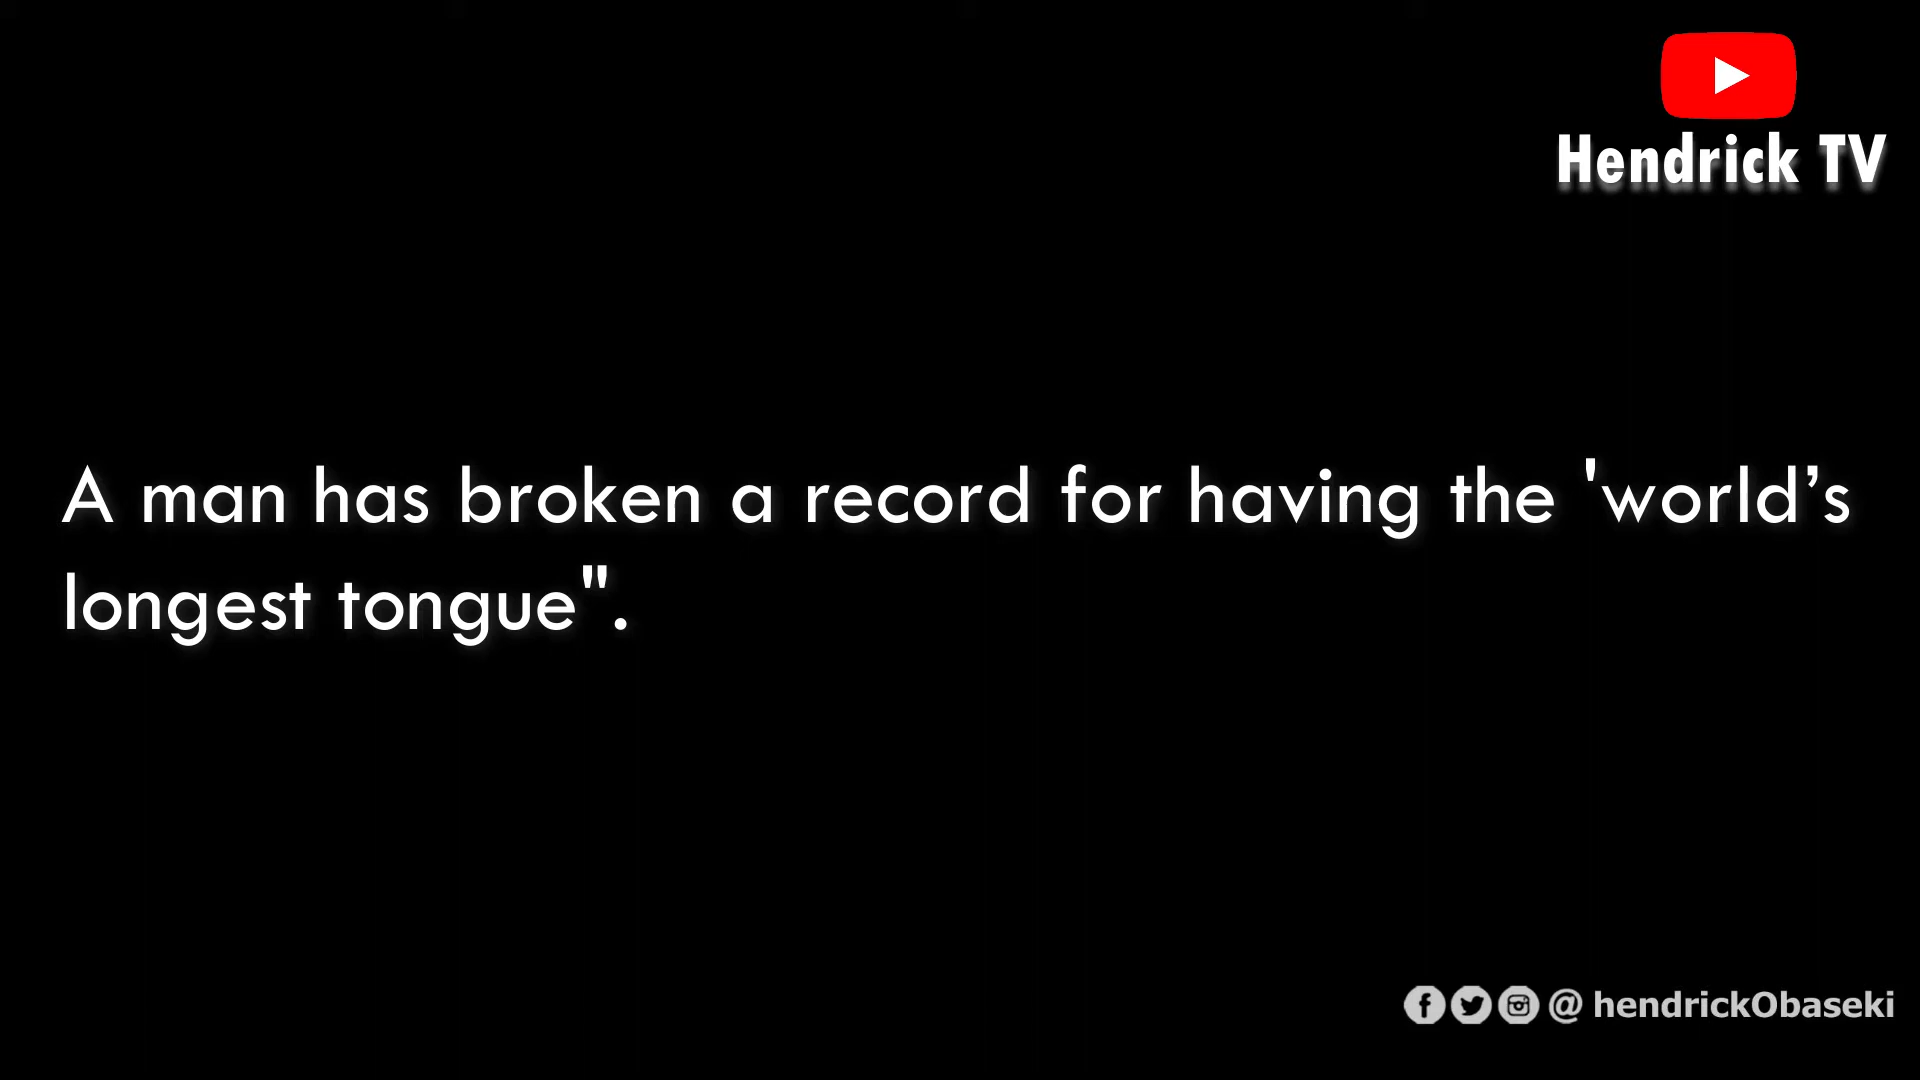 Hendrick TV
A man has broken a record for having the 'world’s
longest tongue".
@ hendrickObaseki